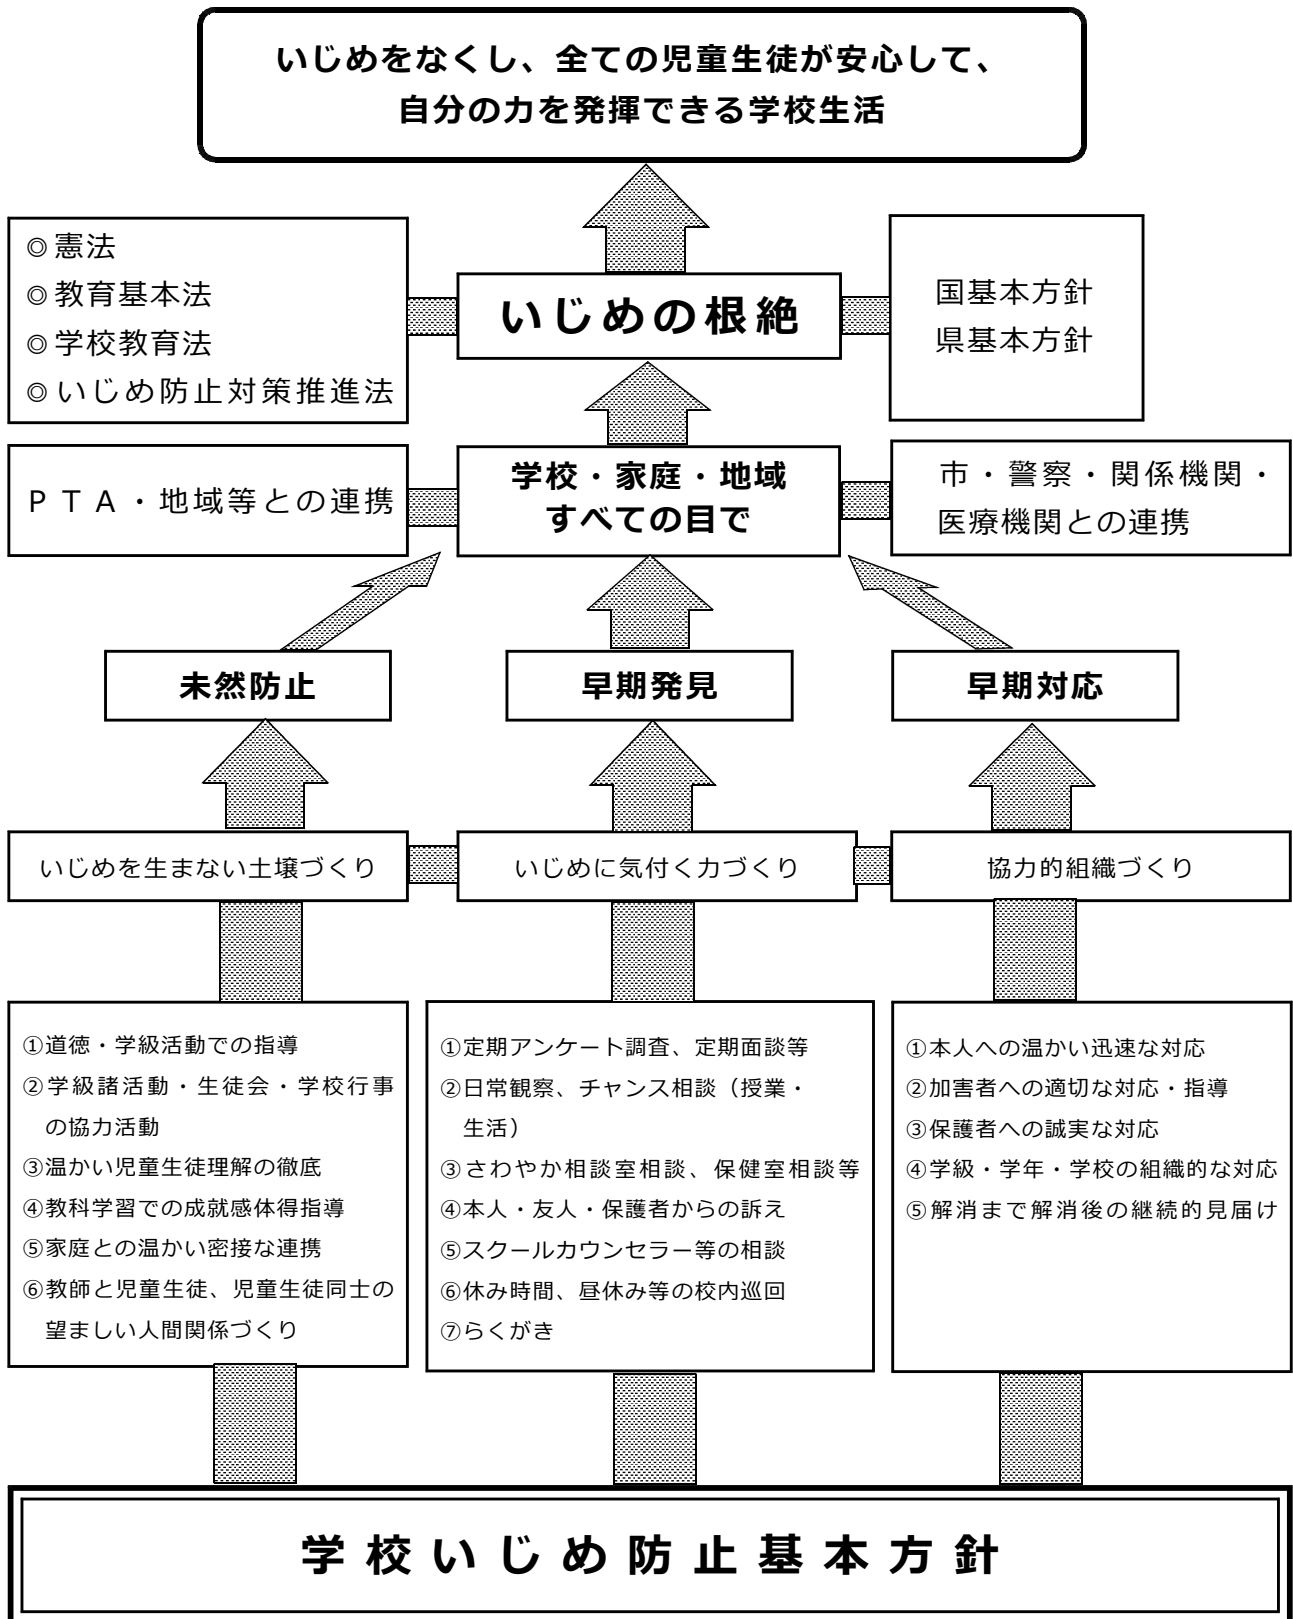 いじめをなくし、全ての児童生徒が安心して、
自分の力を発揮できる学校生活
◎憲法
◎教育基本法
◎学校教育法
◎いじめ防止対策推進法
いじめの根絶
国基本方針
県基本方針
ＰＴＡ・地域等との連携
学校・家庭・地域
すべての目で
市・警察・関係機関・
医療機関との連携
未然防止
早期発見
早期対応
いじめを生まない土壌づくり
いじめに気付く力づくり
協力的組織づくり
①道徳・学級活動での指導
②学級諸活動・生徒会・学校行事
の協力活動
③温かい児童生徒理解の徹底
④教科学習での成就感体得指導
⑤家庭との温かい密接な連携
⑥教師と児童生徒、児童生徒同士の
望ましい人間関係づくり
①定期アンケート調査、定期面談等
②日常観察、チャンス相談（授業・
生活）
③さわやか相談室相談、保健室相談等
④本人・友人・保護者からの訴え
⑤スクールカウンセラー等の相談
⑥休み時間、昼休み等の校内巡回
⑦らくがき
①本人への温かい迅速な対応
②加害者への適切な対応・指導
③保護者への誠実な対応
④学級・学年・学校の組織的な対応
⑤解消まで解消後の継続的見届け
学校いじめ防止基本方針